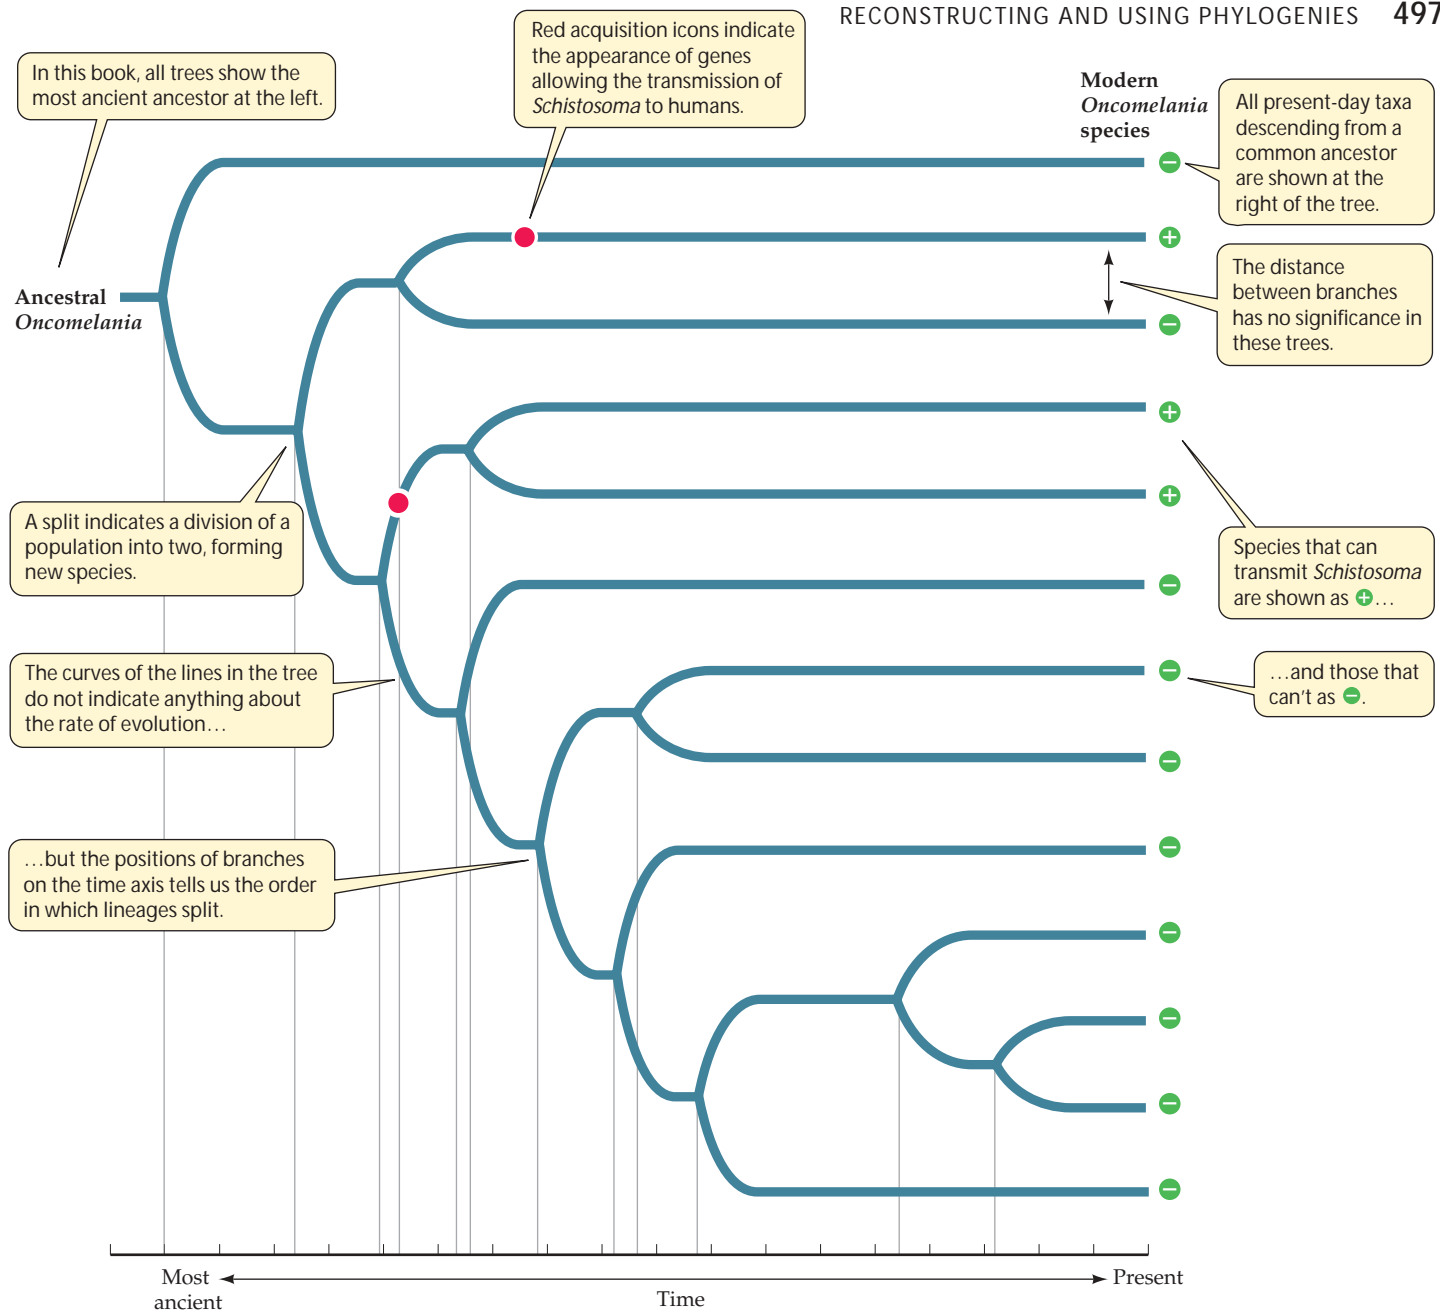 RECONSTRUCTING AND USING PHYLOGENIES 497
In this book, all trees show the
most ancient ancestor at the left.
Red acquisition icons indicate
the appearance of genes
allowing the transmission of
Schistosoma to humans.
Modern
Oncomelania
species
All present-day taxa
descending from a
common ancestor
are shown at the
right of the tree.
Ancestral
Oncomelania
The distance
between branches
has no significance in
these trees.
A split indicates a division of a
population into two, forming
new species.
Species that can
transmit Schistosoma
are shown as +…
The curves of the lines in the tree
do not indicate anything about
the rate of evolution…
…and those that
can't as −.
…but the positions of branches
on the time axis tells us the order
in which lineages split.
−
+
−
+
+
−
−
−
−
−
−
−
−
Most
ancient
Time
Present